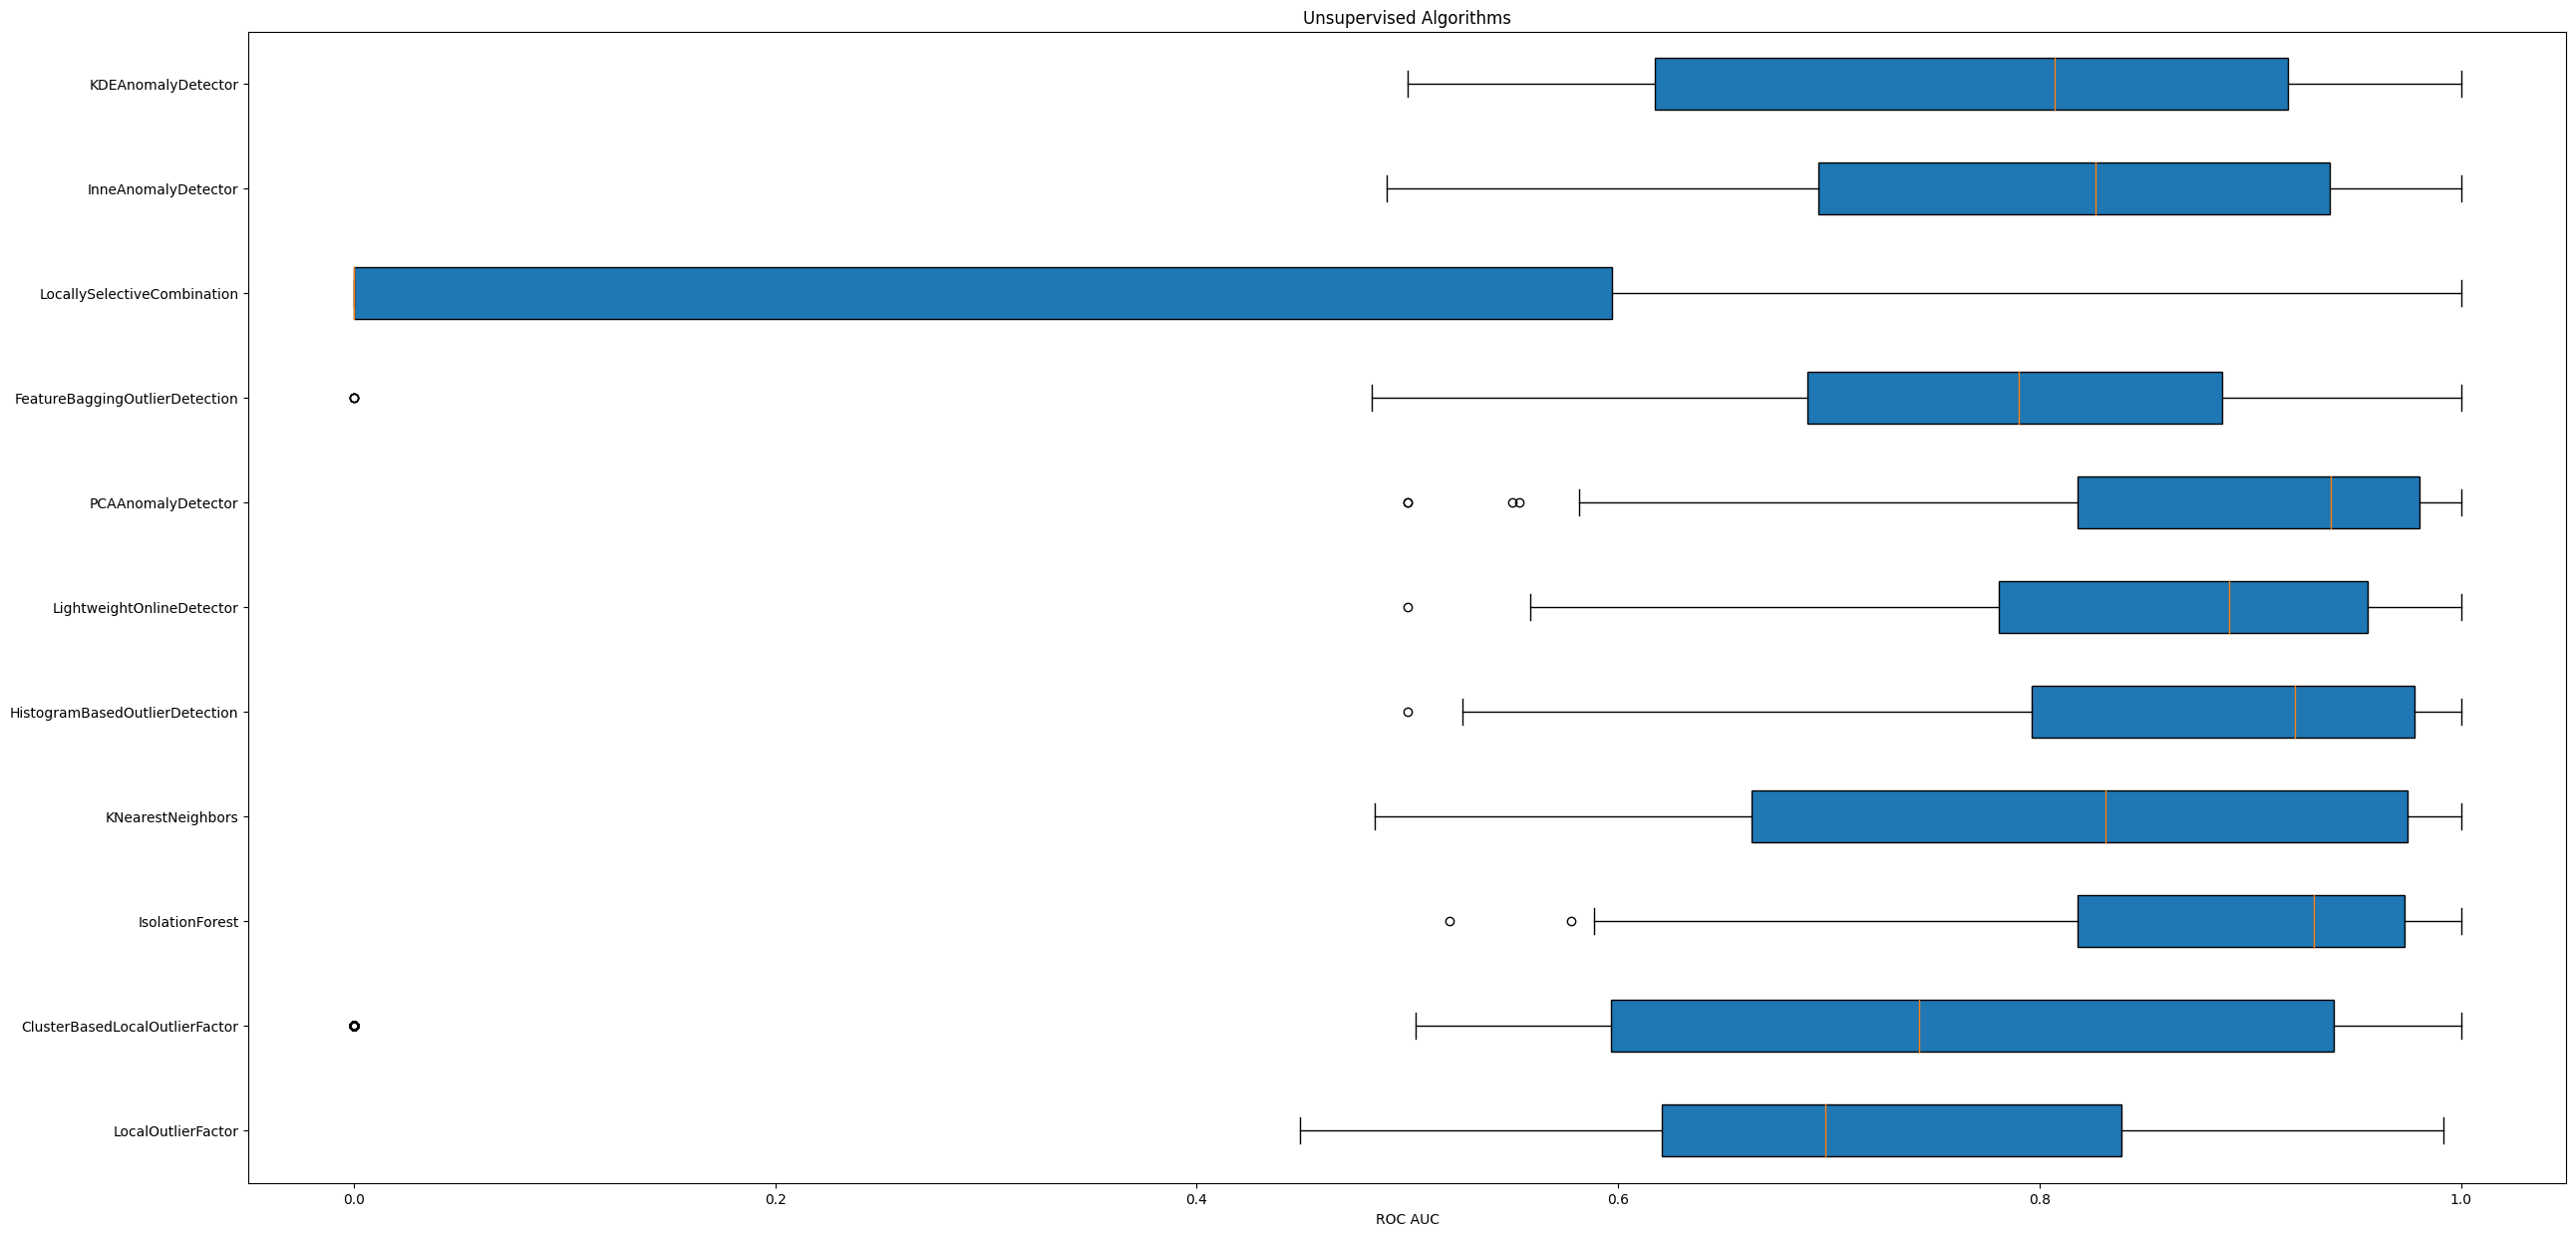 Unsupervised Algorithms
KDEAnomalyDetector
InneAnomalyDetector
LocallySelectiveCombination
FeatureBaggingOutlierDetection
PCAAnomalyDetector
LightweightOnlineDetector
HistogramBasedOutlierDetection
KNearestNeighbors
IsolationForest
ClusterBasedLocalOutlierFactor
LocalOutlierFactor
0.0 0.2 0.4 0.6 0.8 1.0
ROC AUC